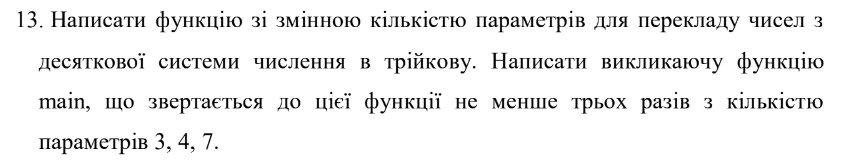 13. Написати функцію зі змінною кількістю параметрів для перекладу чисел з
десяткової системи числення в трійкову. Написати викликаючу функцію
main, що звертається до цієї функції не менше трьох разів з кількістю
параметрів 3, 4, 7.